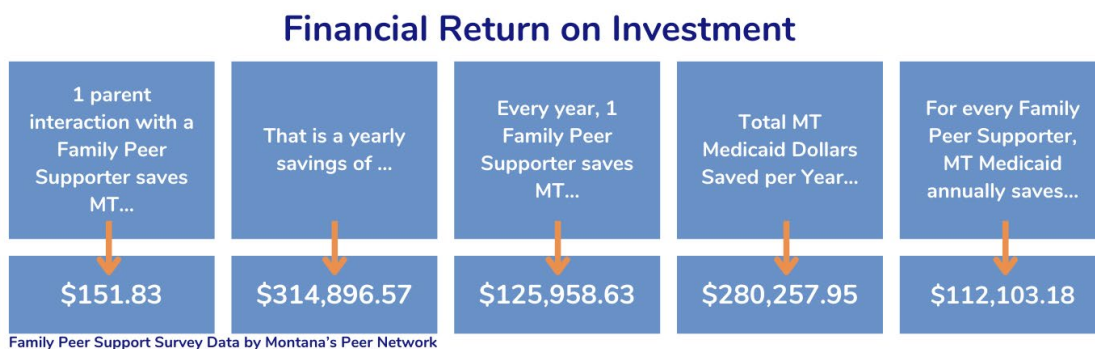 Financial Return on Investment
1 parent
interaction with a
Family Peer
Supporter saves
MT...
$151.83
That is a yearly
savings of ...
$314,896.57
Every year, 1
Family Peer
Supporter saves
MT...
$125,958.63
Total MT
Medicaid Dollars
Saved per Year...
$280,257.95
For every Family
Peer Supporter,
MT Medicaid
annually saves...
$112,103.18
Family Peer Support Survey Data by Montana's Peer Network